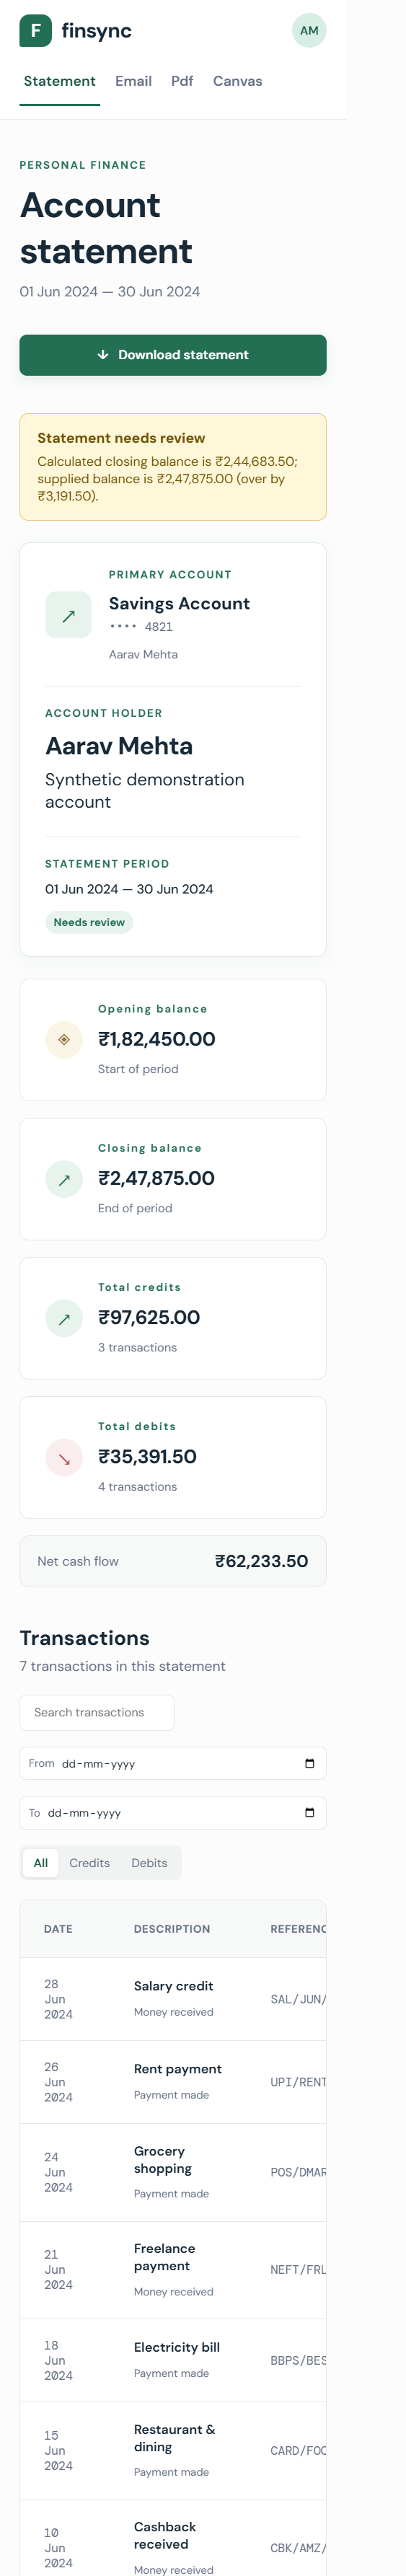 F finsync AM
Statement Email Pdf Canvas
PERSONAL FINANCE
Account
statement
01 Jun 2024 — 30 Jun 2024
↓ Download statement
Statement needs review
Calculated closing balance is ₹2,44,683.50;
supplied balance is ₹2,47,875.00 (over by
₹3,191.50).
PRIMARY ACCOUNT
Savings Account
•••• 4821
Aarav Mehta
ACCOUNT HOLDER
Aarav Mehta
Synthetic demonstration
account
STATEMENT PERIOD
01 Jun 2024 — 30 Jun 2024
Needs review
Opening balance
₹1,82,450.00
Start of period
Closing balance
₹2,47,875.00
End of period
Total credits
₹97,625.00
3 transactions
Total debits
₹35,391.50
4 transactions
Net cash flow ₹62,233.50
Transactions
7 transactions in this statement
Search transactions
From dd-mm-yyyy
To dd-mm-yyyy
All Credits Debits
DATE DESCRIPTION REFERENC
28
Jun
2024
Salary credit
Money received
SAL/JUN/
26
Jun
2024
Rent payment
Payment made
UPI/RENT
24
Jun
2024
Grocery
shopping
Payment made
POS/DMAR
21
Jun
2024
Freelance
payment
Money received
NEFT/FRL
18
Jun
2024
Electricity bill
Payment made
BBPS/BES
15
Jun
2024
Restaurant &
dining
Payment made
CARD/FOO
10
Jun
2024
Cashback
received
Money received
CBK/AMZ/